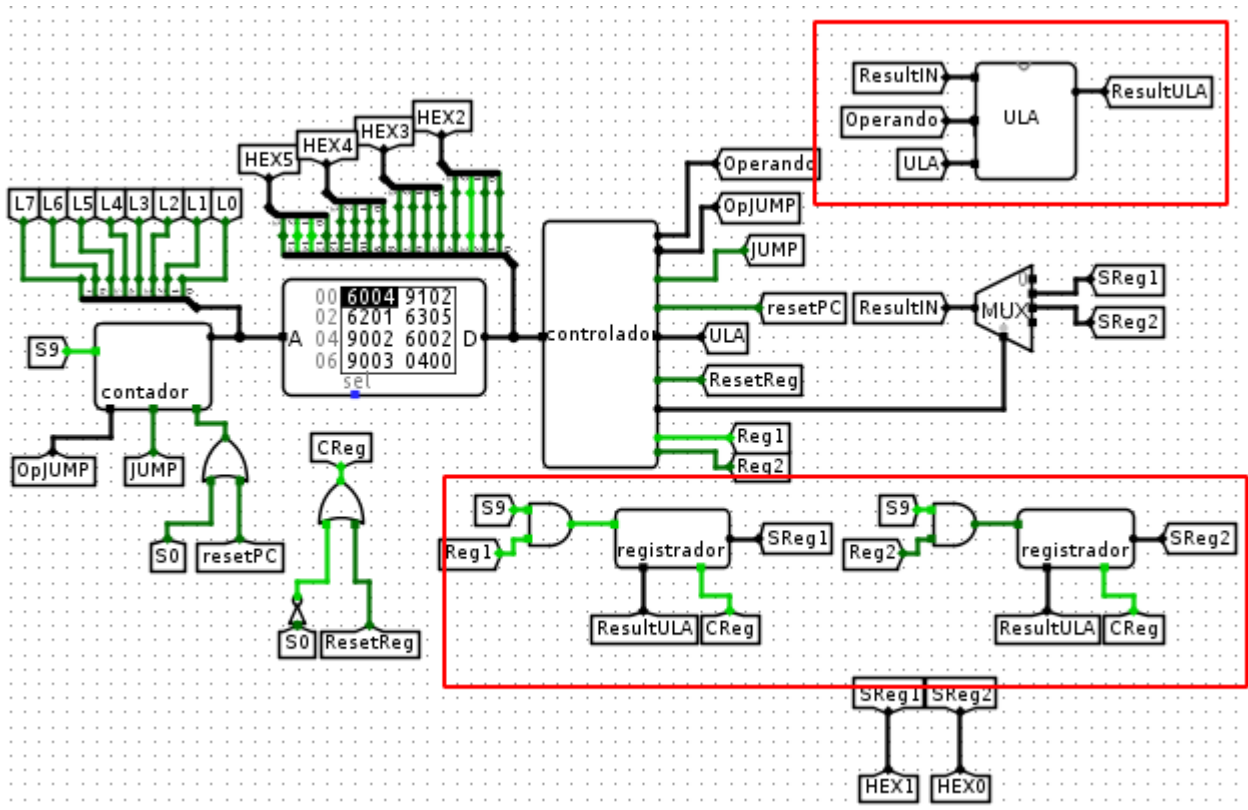 ResultIN
Operando
ULA
ULA
ResultULA
HEX5
HEX4
HEX3
HEX2
L7 L6 L5 L4 L3 L2 L1 L0
Operando
OpJUMP
JUMP
resetPC
ULA
ResetReg
Reg1
Reg2
controlador
ResultIN
MUX
0
SReg1
SReg2
S9
contador
OpJUMP
JUMP
S0
resetPC
A
00 6004 9102
02 6201 6305
04 9002 6002
06 9003 0400
D
sel
CReg
S0
ResetReg
S9
Reg1
registrador
SReg1
ResultULA
CReg
S9
Reg2
registrador
SReg2
ResultULA
CReg
SReg1 SReg2
HEX1 HEX0